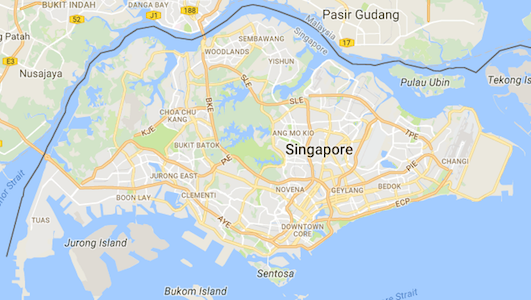 BUKIT INDAH
DANGA BAY
188
Pasir Gudang
52
J1
17
5
E3
Nusajaya
SEMBAWANG
Malaysia
Singapore
WOODLANDS
YISHUN
Pulau Ubin
Tekong Is
SLE
BKE
SLE
CHOA CHU
KANG
KJE
ANG MO KIO
TPE
BUKIT BATOK
Singapore
PIE
PIE
CHANGI
JURONG EAST
NOVENA
GEYLANG
BEDOK
BOON LAY
CLEMENTI
ECP
TUAS
AYE
DOWNTOWN
CORE
Jurong Island
Sentosa
Bukom Island
Strait
Strait